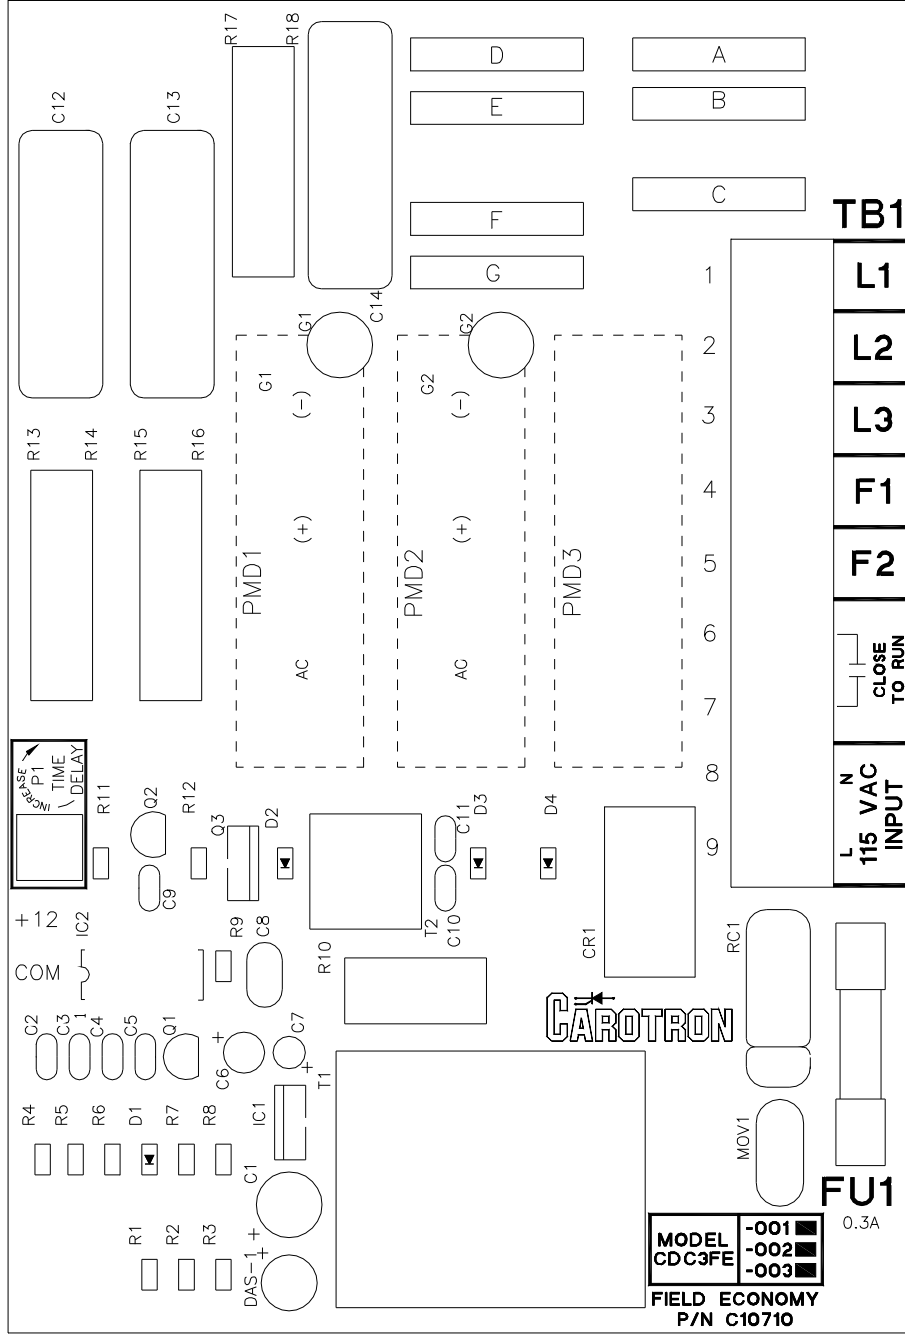 R17
R18
D
A
E
B
C12
C13
C
F
TB1
G
1
L1
C14
G1
G2
2
L2
G1
G2
(-)
(-)
3
L3
R13
R14
R15
R16
4
F1
(+)
(+)
PMD1
PMD2
PMD3
5
F2
6
CLOSE
TO RUN
AC
AC
7
INCREASE
P1
TIME
DELAY
8
L N
115 VAC
INPUT
R11
Q2
R12
Q3
D2
C11
D3
D4
9
C9
+12
IC2
R9
C8
T2
C10
R10
CR1
RC1
COM
CAROTRON
C2
C3
1
C4
C5
Q1
+
C6
C7
+
T1
R4
R5
R6
D1
R7
R8
IC1
MOV1
C1
+
FU1
0.3A
R1
R2
R3
DAS-1
+
MODEL
CDC3FE
-001
-002
-003
FIELD ECONOMY
P/N C10710